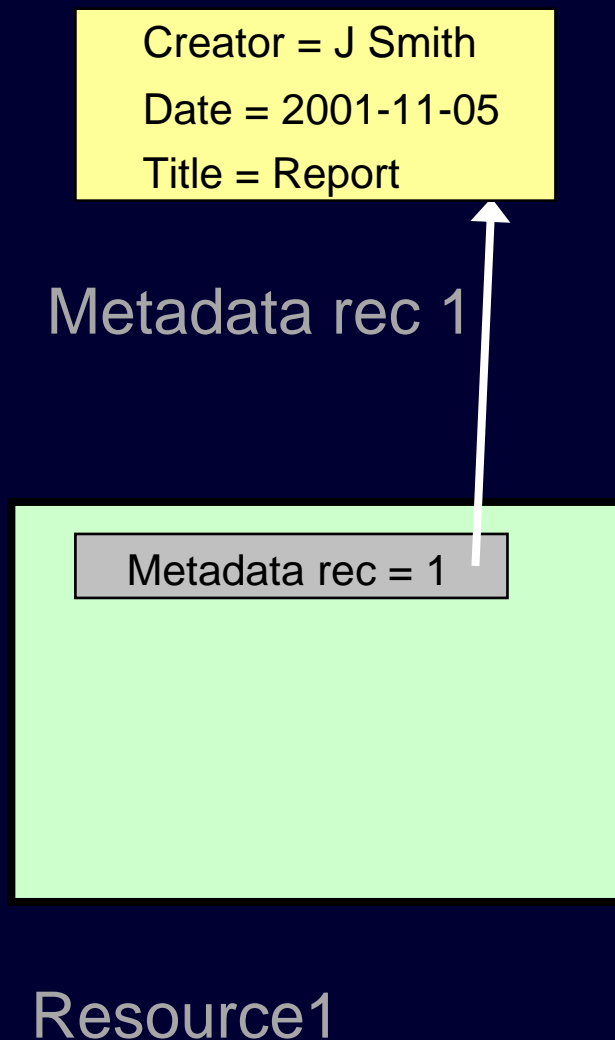 Creator = J Smith
Date = 2001-11-05
Title = Report
Metadata rec 1
Metadata rec = 1
Resource1